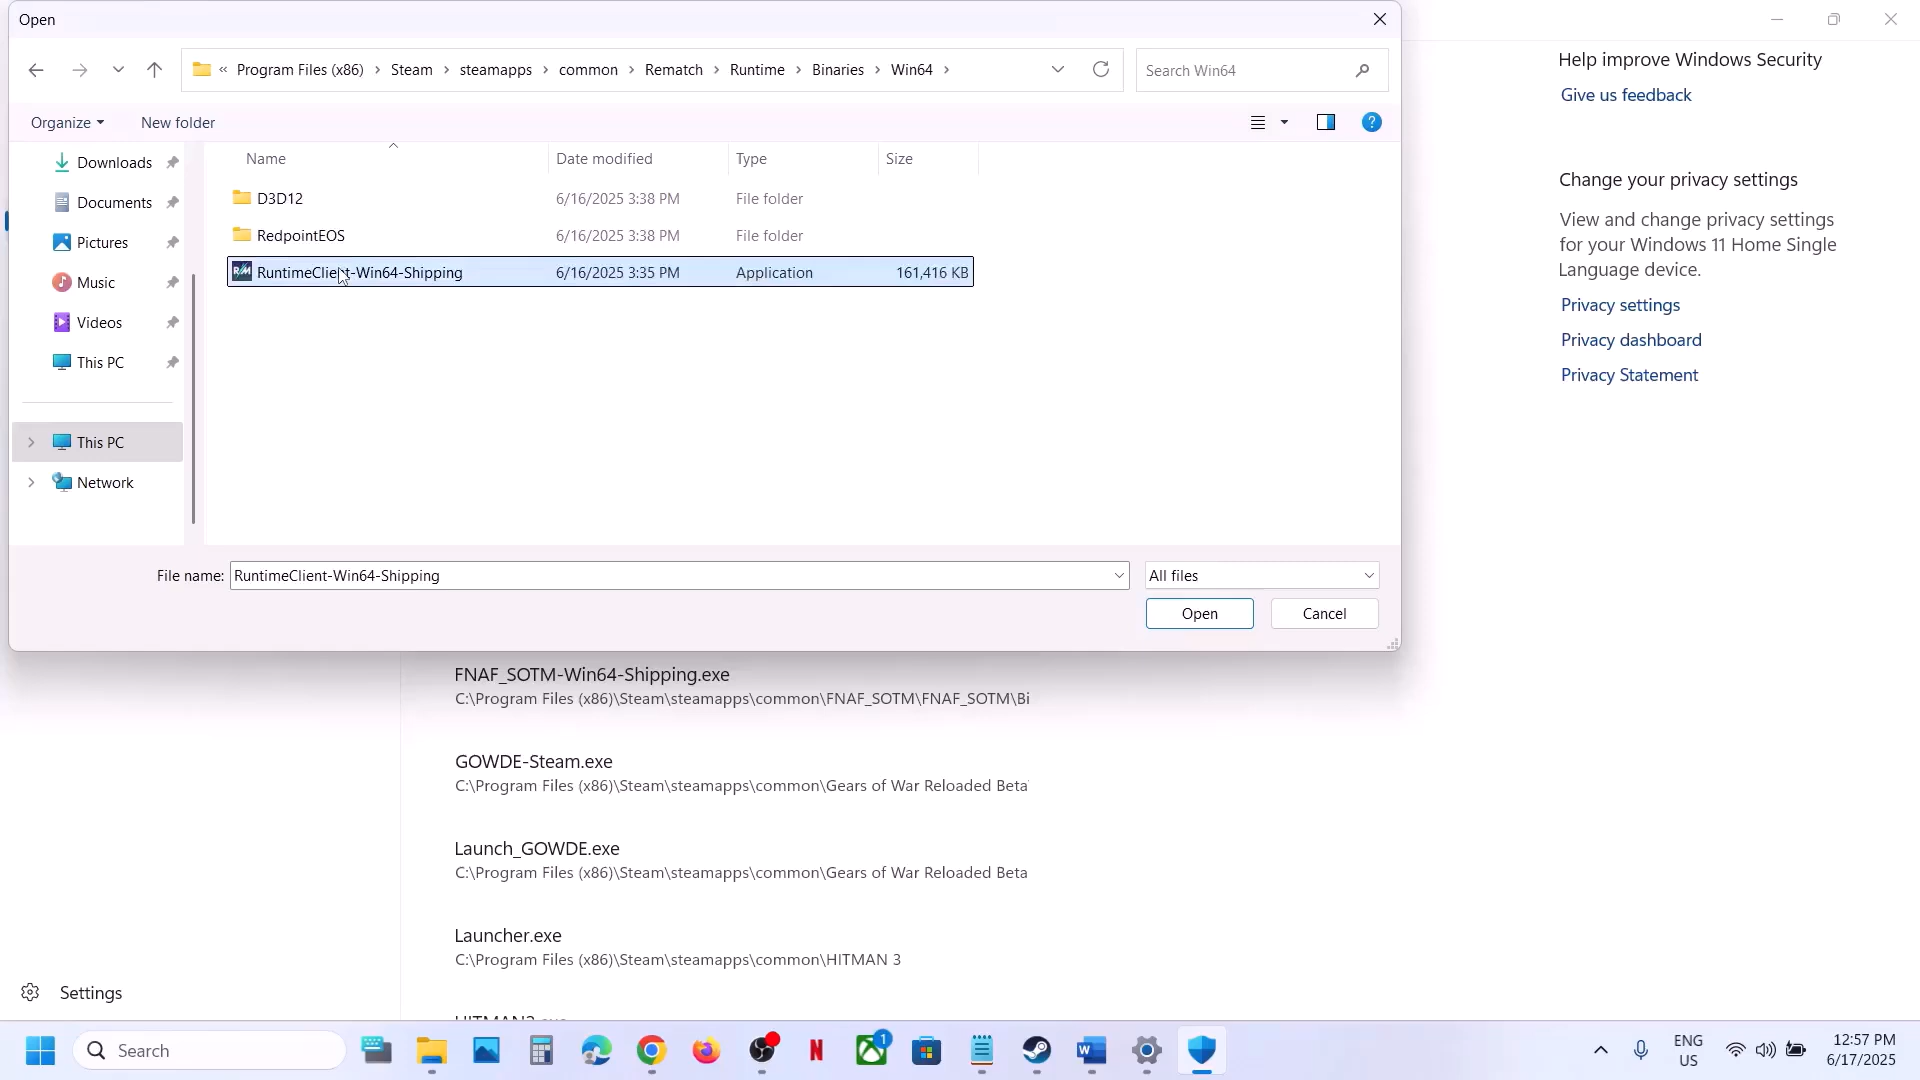 Open
« Program Files (x86) > Steam > steamapps > common > Rematch > Runtime > Binaries > Win64 >
Search Win64
Organize
New folder
Name
Date modified
Type
Size
Downloads
Documents
Pictures
Music
Videos
This PC
This PC
Network
D3D12 6/16/2025 3:38 PM File folder
RedpointEOS 6/16/2025 3:38 PM File folder
R/M RuntimeClient-Win64-Shipping 6/16/2025 3:35 PM Application 161,416 KB
File name: RuntimeClient-Win64-Shipping
All files
Open
Cancel
Help improve Windows Security
Give us feedback
Change your privacy settings
View and change privacy settings
for your Windows 11 Home Single
Language device.
Privacy settings
Privacy dashboard
Privacy Statement
FNAF_SOTM-Win64-Shipping.exe
C:\Program Files (x86)\Steam\steamapps\common\FNAF_SOTM\FNAF_SOTM\Bi
GOWDE-Steam.exe
C:\Program Files (x86)\Steam\steamapps\common\Gears of War Reloaded Beta
Launch_GOWDE.exe
C:\Program Files (x86)\Steam\steamapps\common\Gears of War Reloaded Beta
Launcher.exe
C:\Program Files (x86)\Steam\steamapps\common\HITMAN 3
Settings
Search
1
ENG
US
12:57 PM
6/17/2025